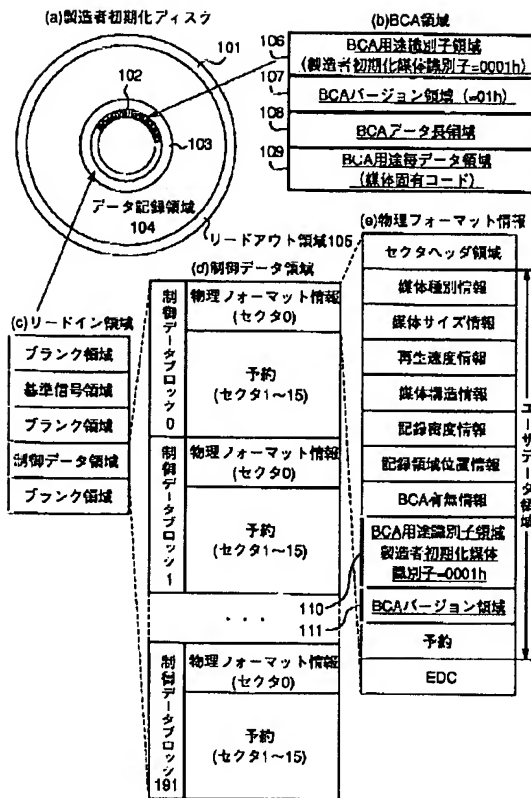 (a)製造者初期化ディスク
101
102
103
データ記録領域
104
リードアウト領域105
(b)BCA領域
106
BCA用途識別子領域
(製造者初期化媒体識別子=0001h)
107
BCAバージョン領域 (=01h)
108
BCAデータ長領域
109
BCA用途毎データ領域
(媒体固有コード)
(c)リードイン領域
ブランク領域
基準信号領域
ブランク領域
制御データ領域
ブランク領域
(d)制御データ領域
制御データブロック0
物理フォーマット情報
(セクタ0)
予約
(セクタ1~15)
制御データブロック1
物理フォーマット情報
(セクタ0)
予約
(セクタ1~15)
・・・
制御データブロック191
物理フォーマット情報
(セクタ0)
予約
(セクタ1~15)
(e)物理フォーマット情報
セクタヘッダ領域
媒体種別情報
媒体サイズ情報
再生速度情報
媒体構造情報
記録密度情報
記録領域位置情報
BCA有無情報
BCA用途識別子領域
製造者初期化媒体
識別子=0001h
110
BCAバージョン領域
111
予約
EDC
ユーザデータ領域